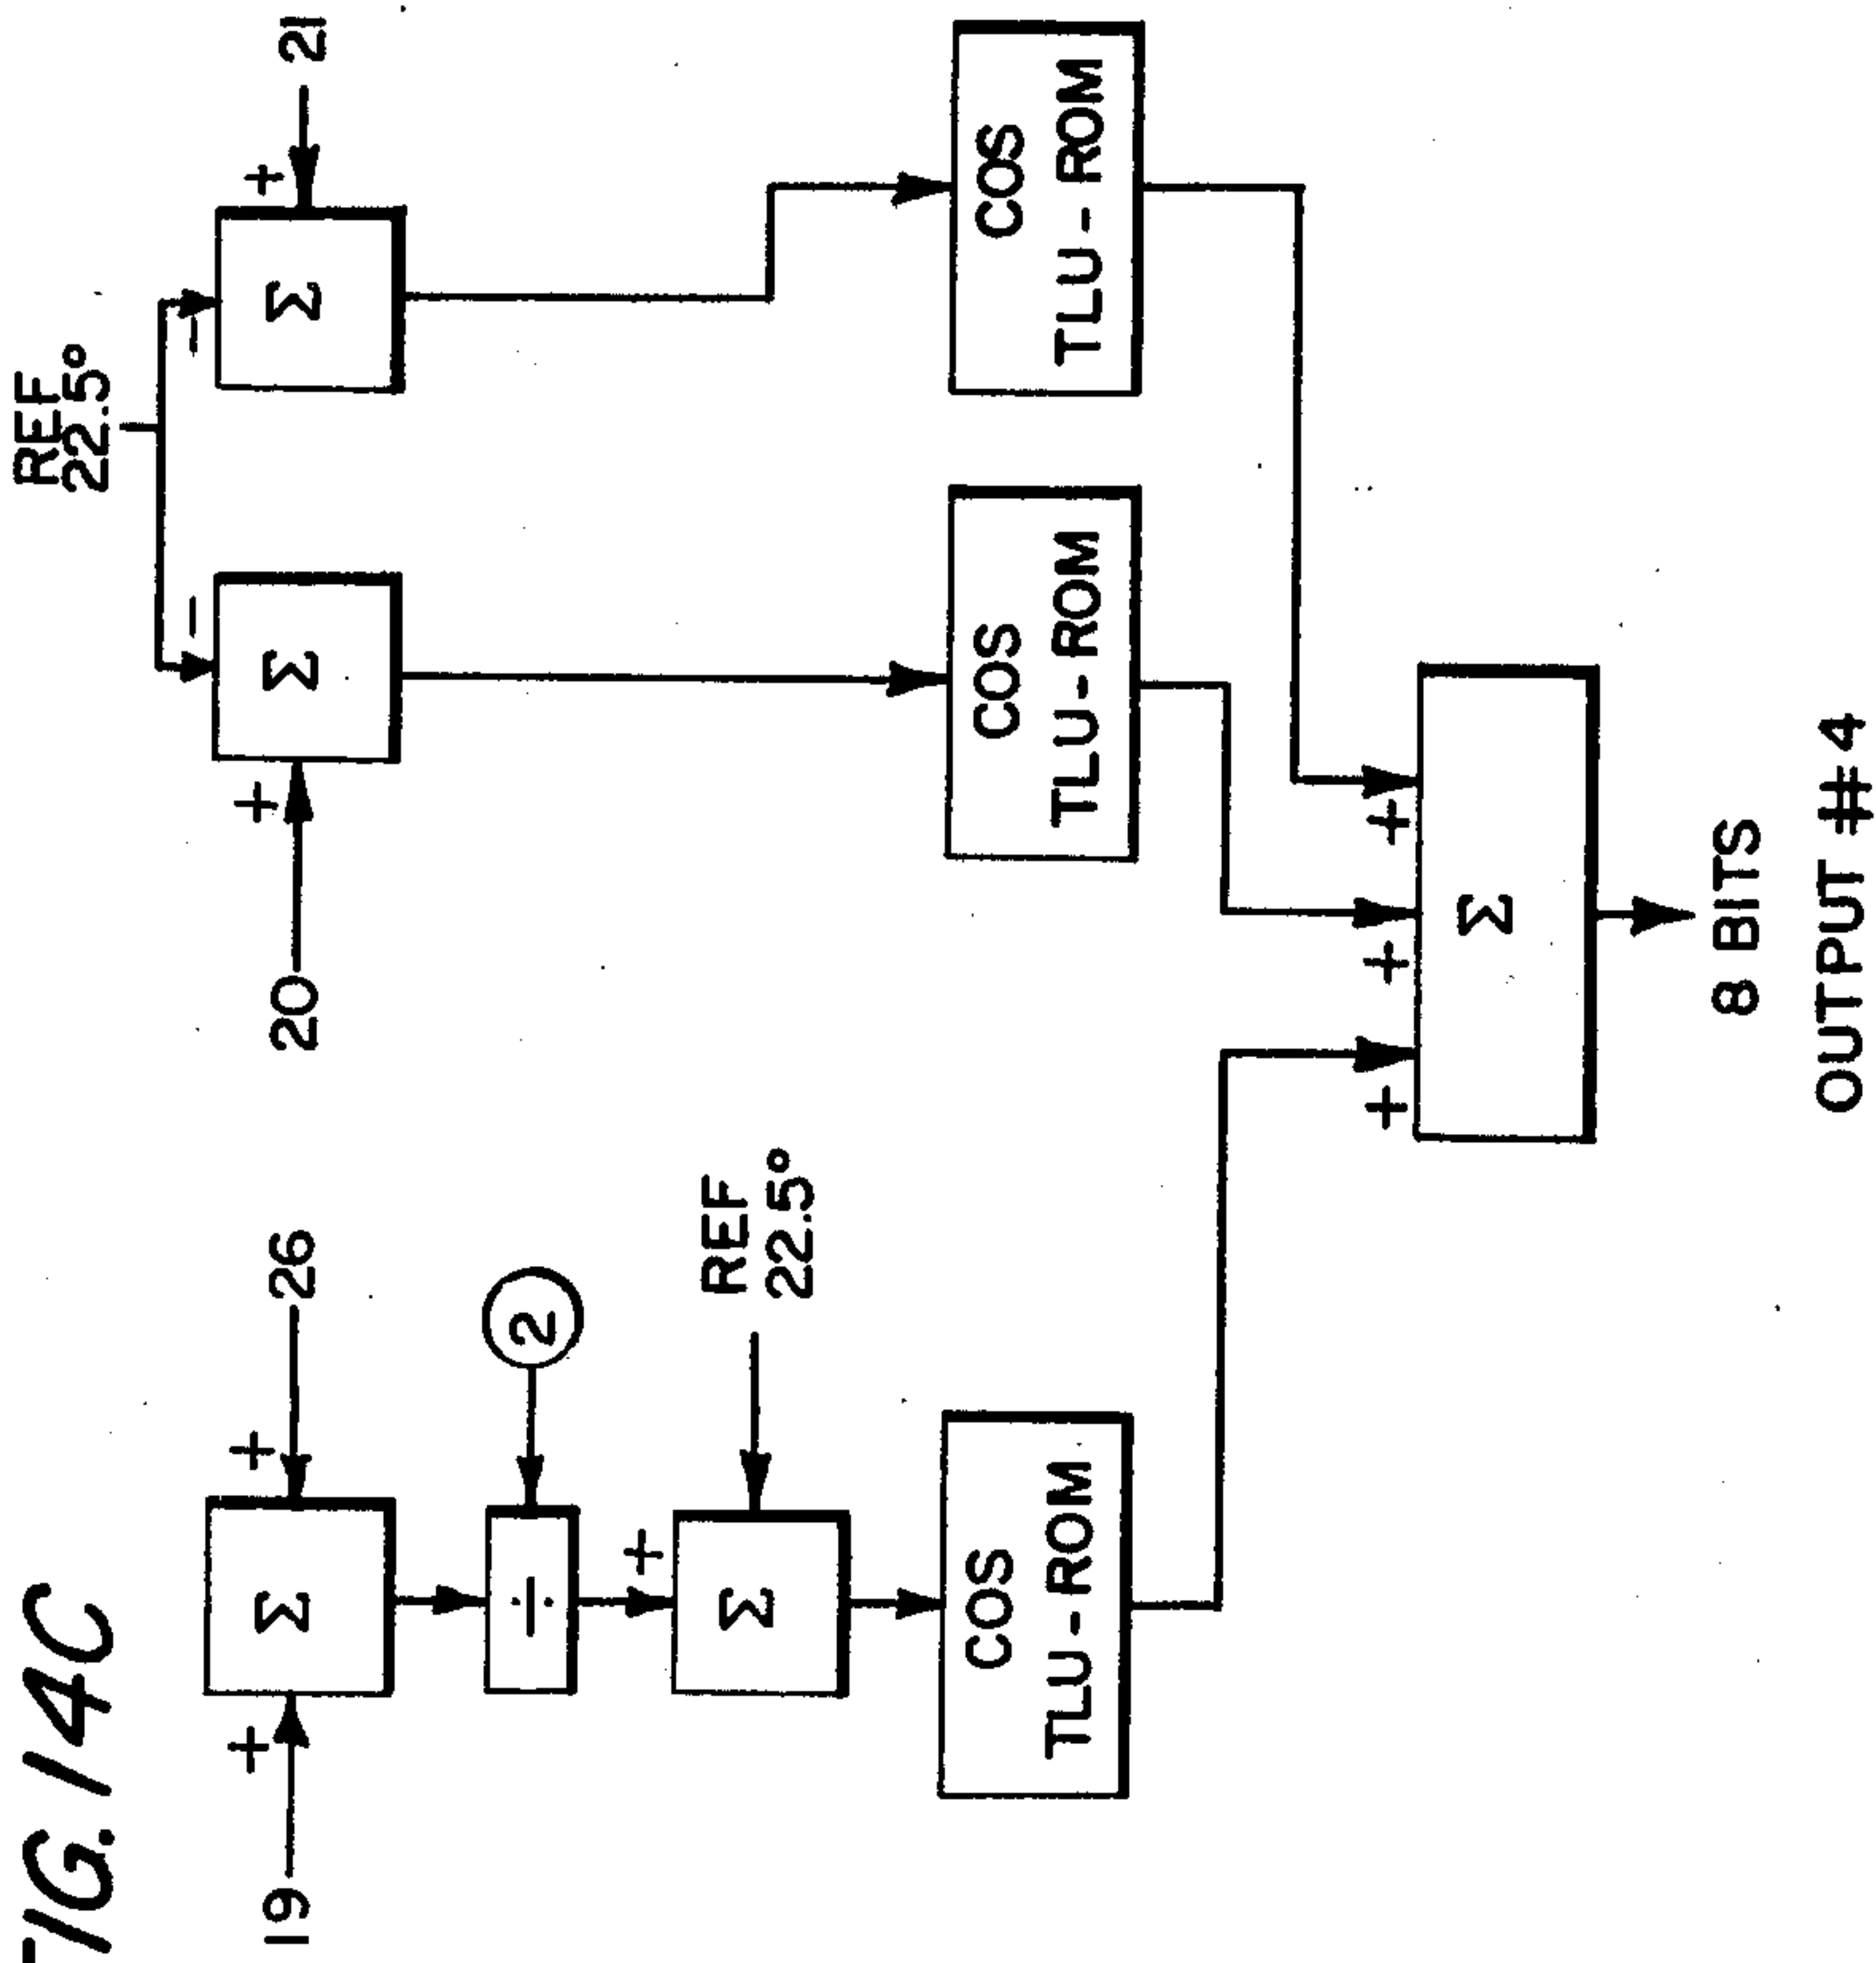 FIG. 14C
REF
22.5°
19
+
Σ
+
26
20
+
Σ
−
−
Σ
+
21
÷
2
+
Σ
REF
22.5°
COS
TLU-ROM
COS
TLU-ROM
COS
TLU-ROM
+
+
+
Σ
8 BITS
OUTPUT #4